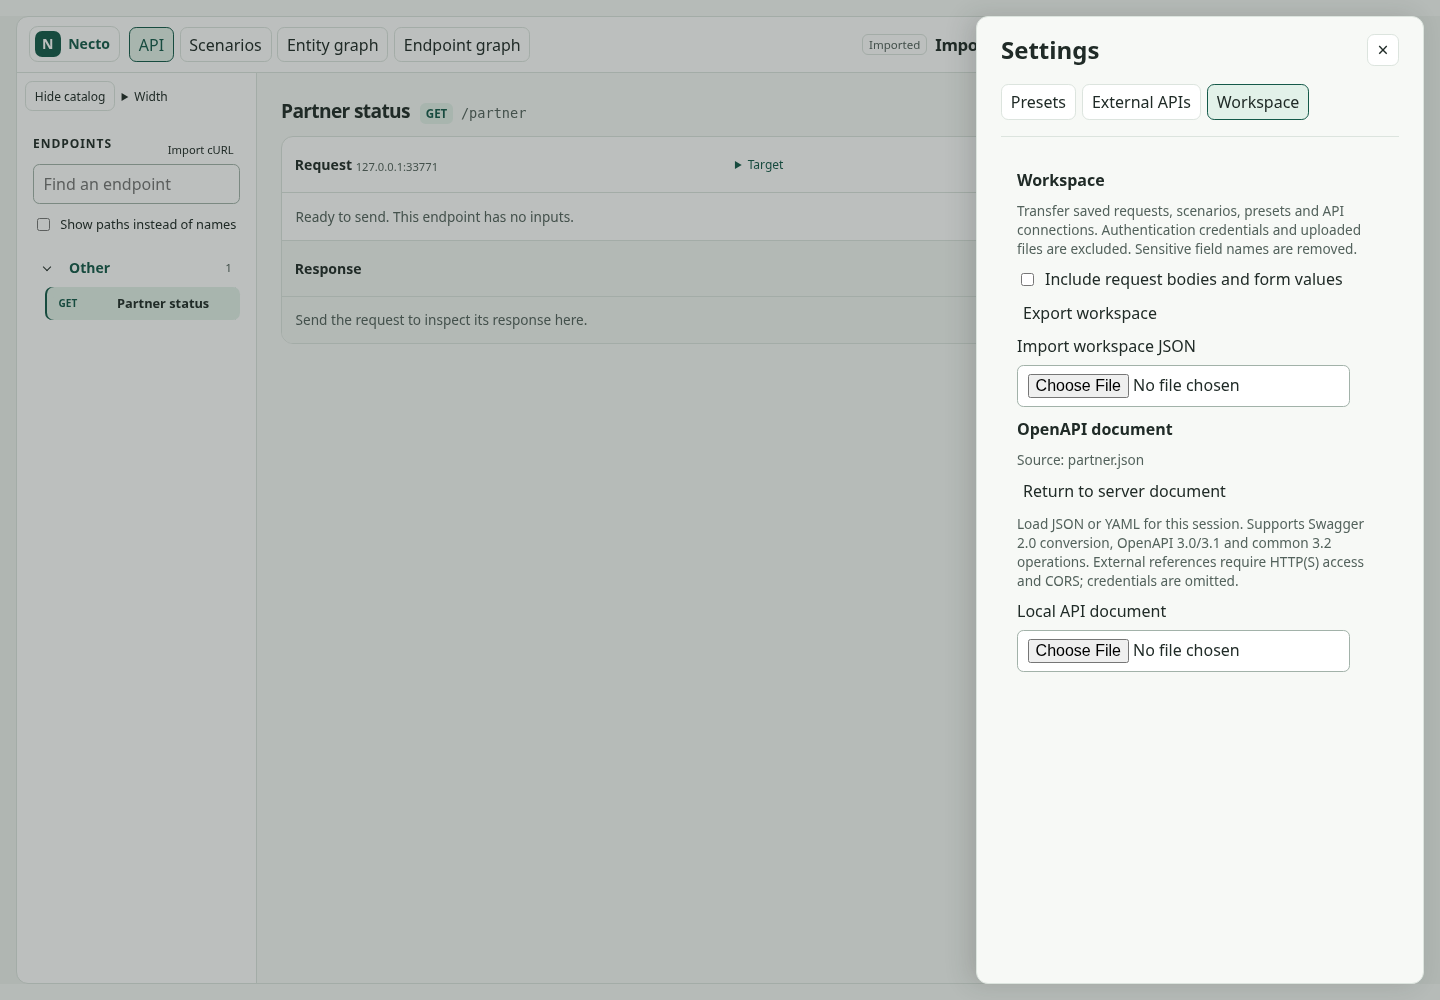 N Necto API Scenarios Entity graph Endpoint graph Imported Impo
Hide catalog Width
ENDPOINTS Import cURL
Find an endpoint
Show paths instead of names
Other 1
GET Partner status
Partner status GET /partner
Request 127.0.0.1:33771 Target
Ready to send. This endpoint has no inputs.
Response
Send the request to inspect its response here.
Settings ×
Presets External APIs Workspace
Workspace
Transfer saved requests, scenarios, presets and API
connections. Authentication credentials and uploaded
files are excluded. Sensitive field names are removed.
Include request bodies and form values
Export workspace
Import workspace JSON
Choose File No file chosen
OpenAPI document
Source: partner.json
Return to server document
Load JSON or YAML for this session. Supports Swagger
2.0 conversion, OpenAPI 3.0/3.1 and common 3.2
operations. External references require HTTP(S) access
and CORS; credentials are omitted.
Local API document
Choose File No file chosen